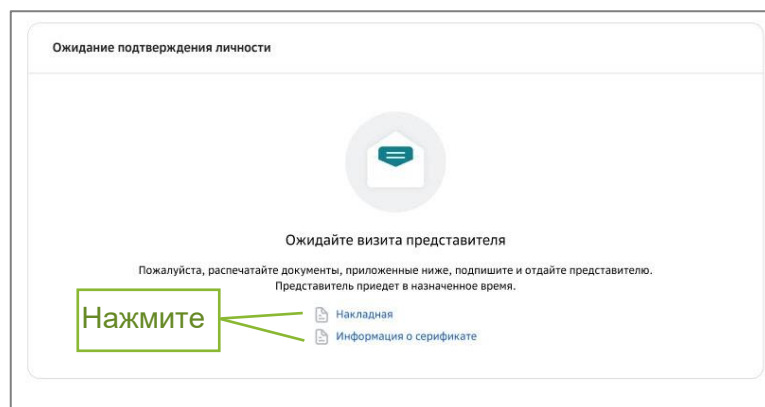 Ожидание подтверждения личности
Ожидайте визита представителя
Пожалуйста, распечатайте документы, приложенные ниже, подпишите и отдайте представителю.
Представитель приедет в назначенное время.
Нажмите
Накладная
Информация о серификате